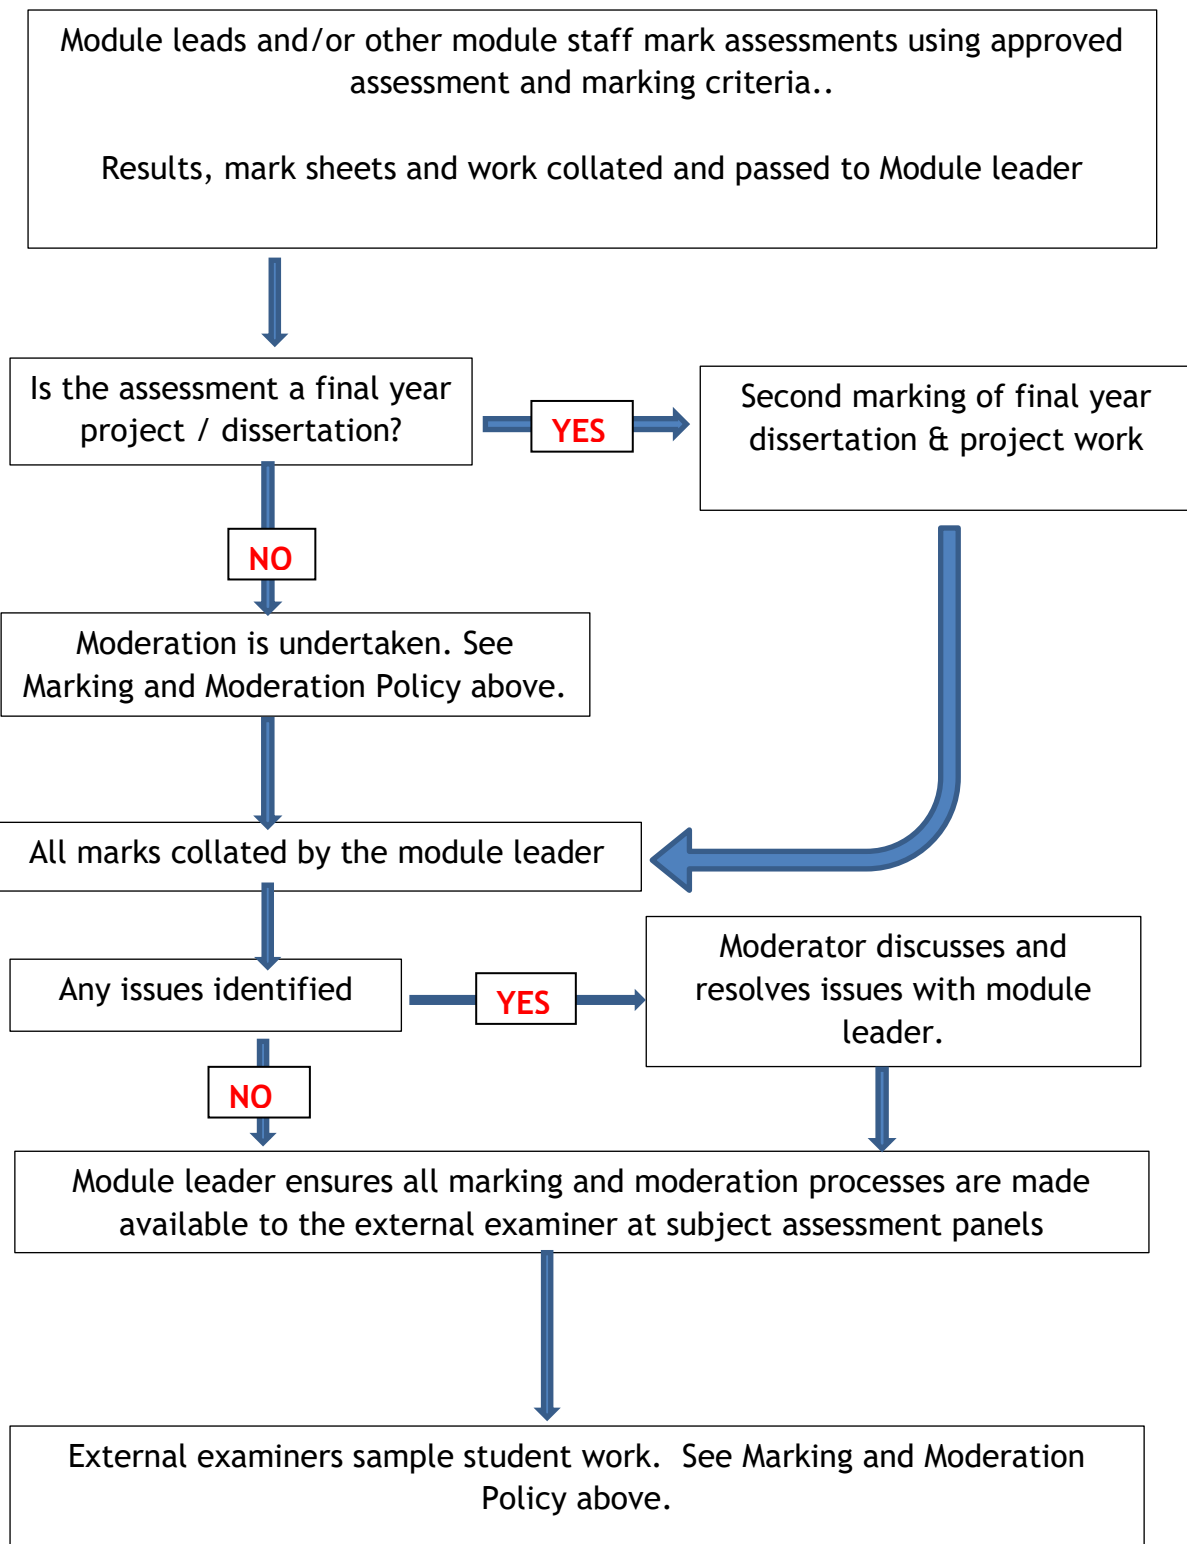 Module leads and/or other module staff mark assessments using approved
assessment and marking criteria..
Results, mark sheets and work collated and passed to Module leader
Is the assessment a final year
project / dissertation?
YES
Second marking of final year
dissertation & project work
NO
Moderation is undertaken. See
Marking and Moderation Policy above.
All marks collated by the module leader
Any issues identified
YES
Moderator discusses and
resolves issues with module
leader.
NO
Module leader ensures all marking and moderation processes are made
available to the external examiner at subject assessment panels
External examiners sample student work.  See Marking and Moderation
Policy above.